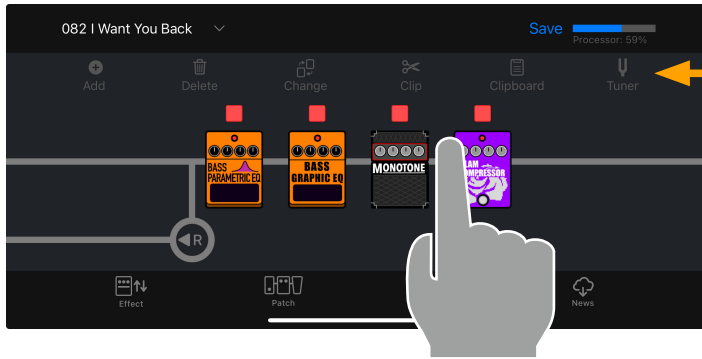 082 I Want You Back
Save
Processor: 59%
Add
Delete
Change
Clip
Clipboard
Tuner
BASS
PARAMETRIC EQ
BASS
GRAPHIC EQ
MONOTONE
R
Effect
Patch
News